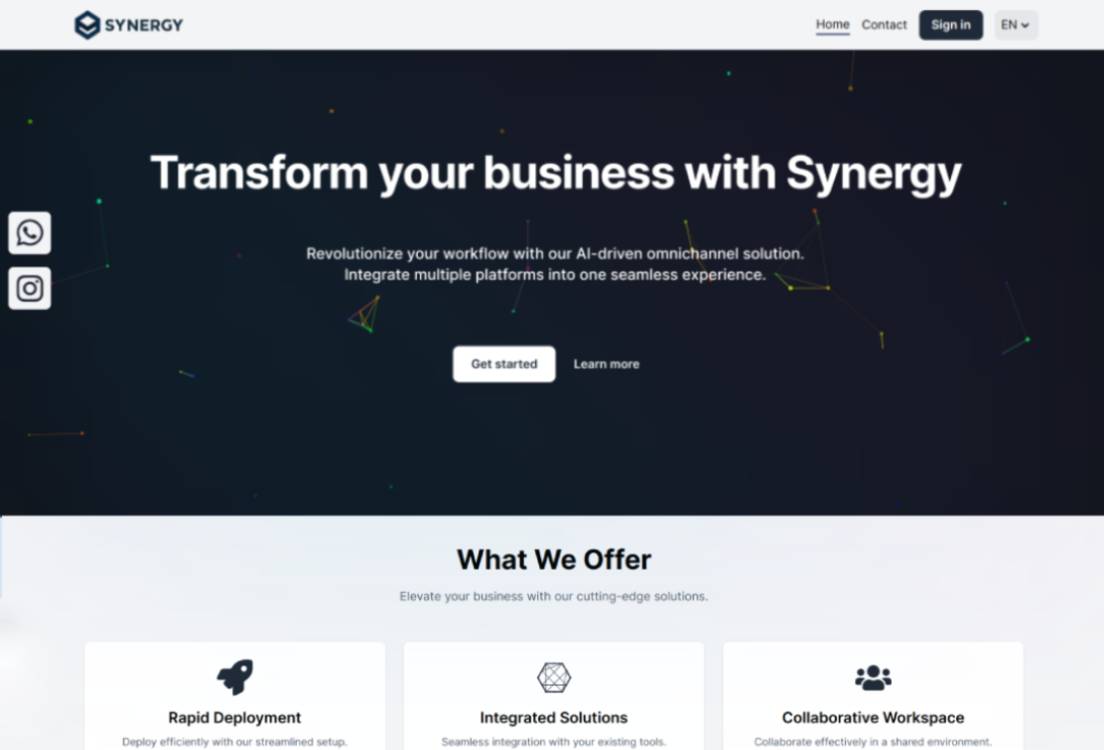 SYNERGY
Home Contact Sign in EN
Transform your business with Synergy
Revolutionize your workflow with our AI-driven omnichannel solution.
Integrate multiple platforms into one seamless experience.
Get started Learn more
What We Offer
Elevate your business with our cutting-edge solutions.
Rapid Deployment
Deploy efficiently with our streamlined setup.
Integrated Solutions
Seamless integration with your existing tools.
Collaborative Workspace
Collaborate effectively in a shared environment.